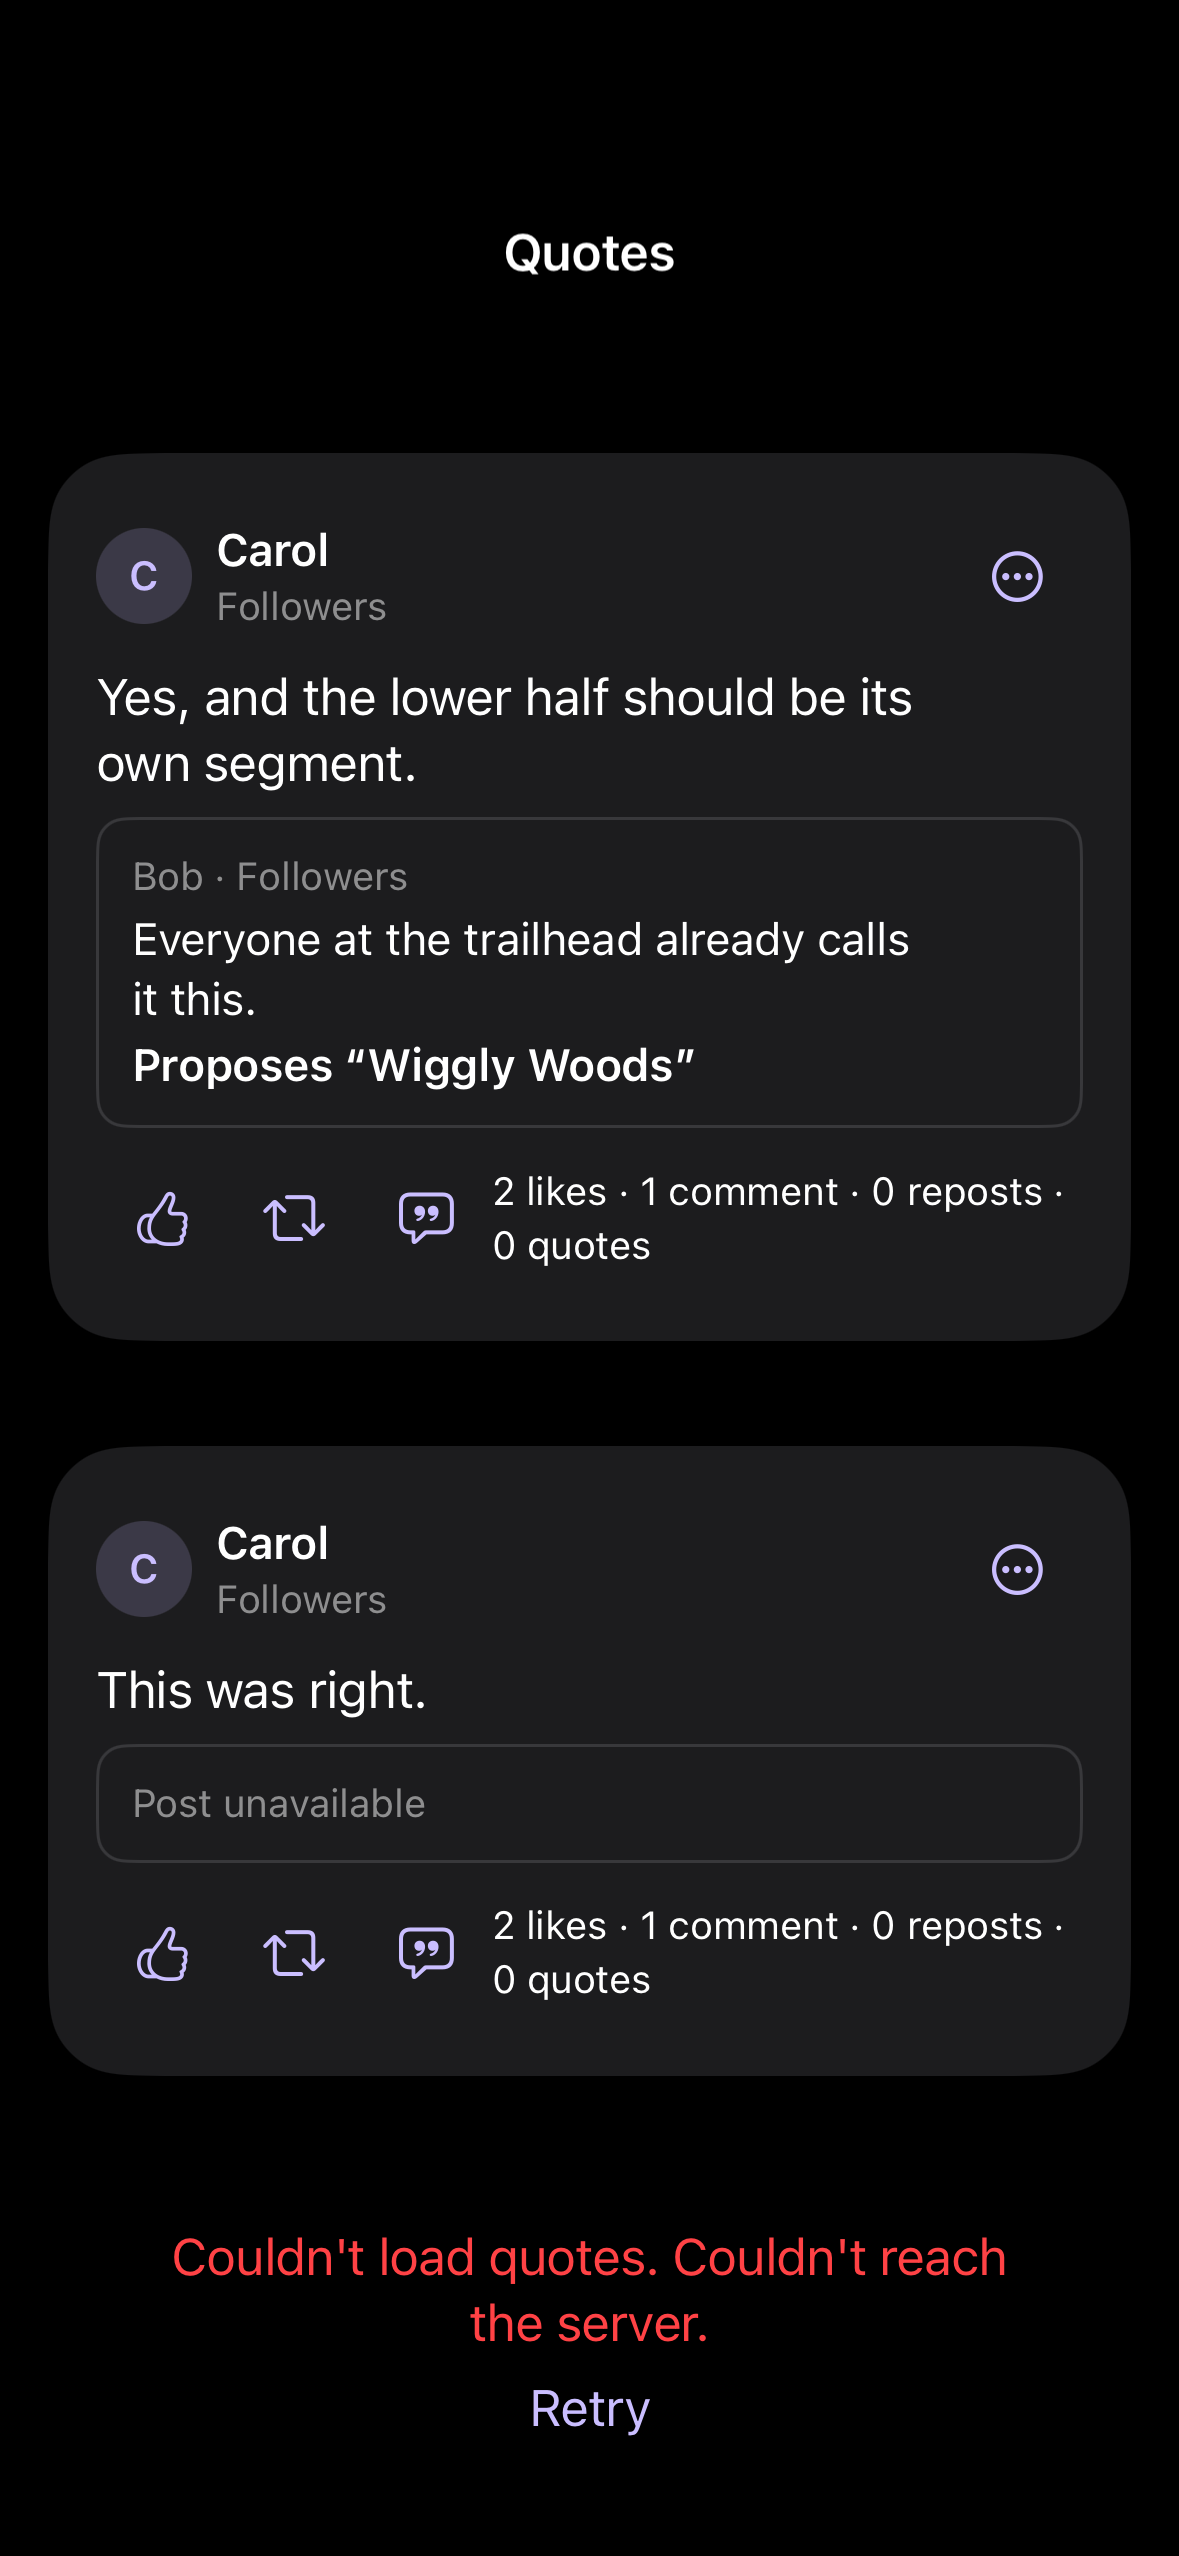 Quotes
C
Carol
Followers
Yes, and the lower half should be its
own segment.
Bob · Followers
Everyone at the trailhead already calls
it this.
Proposes “Wiggly Woods”
2 likes · 1 comment · 0 reposts ·
0 quotes
C
Carol
Followers
This was right.
Post unavailable
2 likes · 1 comment · 0 reposts ·
0 quotes
Couldn't load quotes. Couldn't reach
the server.
Retry